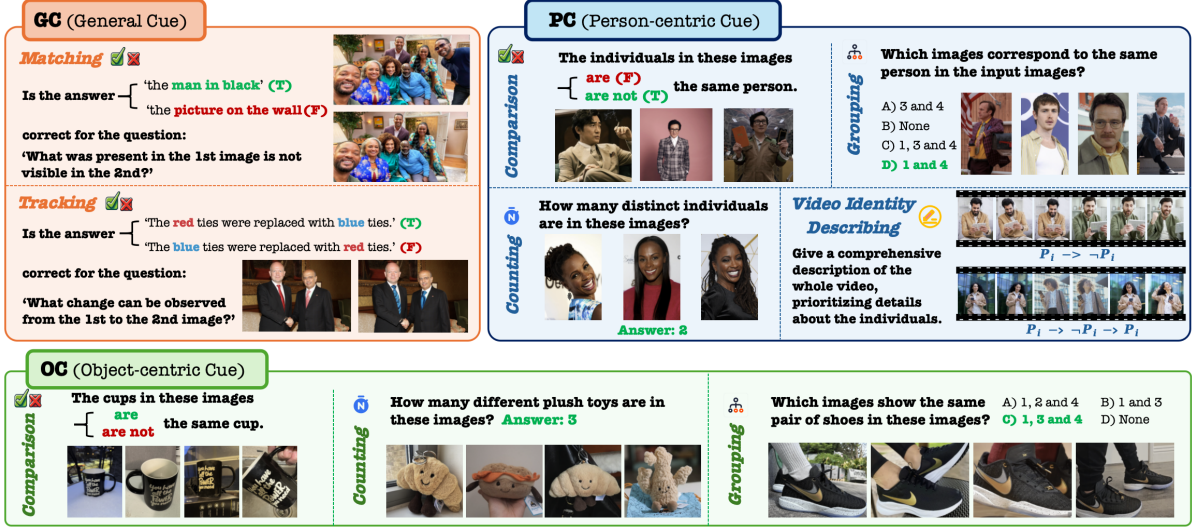 GC (General Cue)
Matching
Is the answer
'the man in black' (T)
'the picture on the wall(F)
correct for the question:
'What was present in the 1st image is not
visible in the 2nd?'
Tracking
Is the answer
'The red ties were replaced with blue ties.' (T)
'The blue ties were replaced with red ties.' (F)
correct for the question:
'What change can be observed
from the 1st to the 2nd image?'
PC (Person-centric Cue)
Comparison
The individuals in these images
are (F)
are not (T)
the same person.
Grouping
Which images correspond to the same
person in the input images?
A) 3 and 4
B) None
C) 1, 3 and 4
D) 1 and 4
Counting
How many distinct individuals
are in these images?
Answer: 2
Video Identity
Describing
Give a comprehensive
description of the
whole video,
prioritizing details
about the individuals.
Pᵢ -> ¬Pᵢ
Pᵢ -> ¬Pᵢ -> Pᵢ
OC (Object-centric Cue)
Comparison
The cups in these images
are
are not
the same cup.
Counting
How many different plush toys are in
these images? Answer: 3
Grouping
Which images show the same
pair of shoes in these images?
A) 1, 2 and 4
B) 1 and 3
C) 1, 3 and 4
D) None